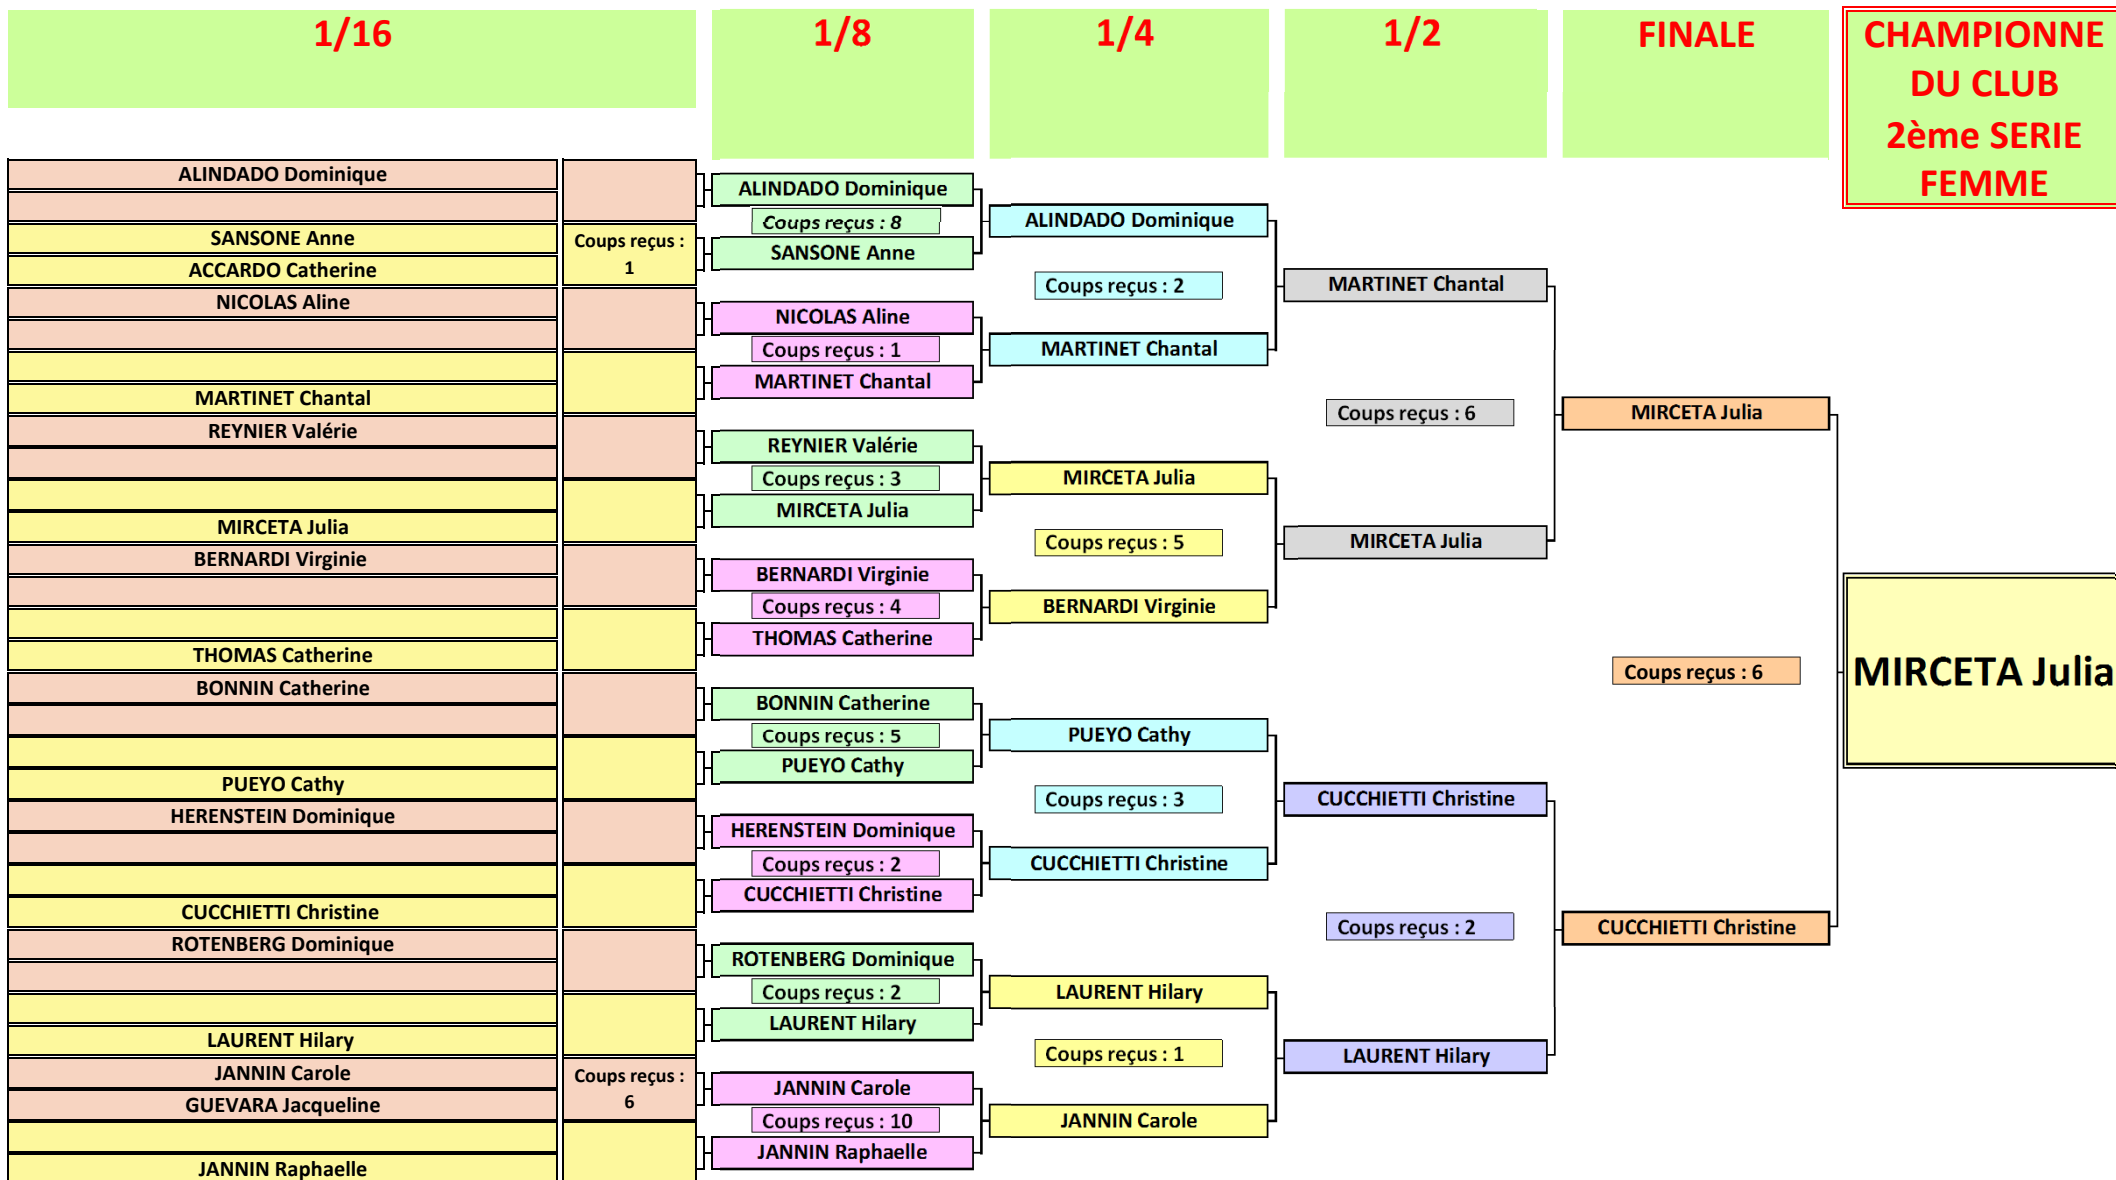 1/16
1/8
1/4
1/2
FINALE
CHAMPIONNE
DU CLUB
2ème SERIE
FEMME
ALINDADO Dominique
SANSONE Anne
ACCARDO Catherine
Coups reçus :
1
NICOLAS Aline
MARTINET Chantal
REYNIER Valérie
MIRCETA Julia
BERNARDI Virginie
THOMAS Catherine
BONNIN Catherine
PUEYO Cathy
HERENSTEIN Dominique
CUCCHIETTI Christine
ROTENBERG Dominique
LAURENT Hilary
JANNIN Carole
GUEVARA Jacqueline
Coups reçus :
6
JANNIN Raphaelle
ALINDADO Dominique
Coups reçus : 8
SANSONE Anne
NICOLAS Aline
Coups reçus : 1
MARTINET Chantal
REYNIER Valérie
Coups reçus : 3
MIRCETA Julia
BERNARDI Virginie
Coups reçus : 4
THOMAS Catherine
BONNIN Catherine
Coups reçus : 5
PUEYO Cathy
HERENSTEIN Dominique
Coups reçus : 2
CUCCHIETTI Christine
ROTENBERG Dominique
Coups reçus : 2
LAURENT Hilary
JANNIN Carole
Coups reçus : 10
JANNIN Raphaelle
ALINDADO Dominique
Coups reçus : 2
MARTINET Chantal
MIRCETA Julia
Coups reçus : 5
BERNARDI Virginie
PUEYO Cathy
Coups reçus : 3
CUCCHIETTI Christine
LAURENT Hilary
Coups reçus : 1
JANNIN Carole
MARTINET Chantal
Coups reçus : 6
MIRCETA Julia
CUCCHIETTI Christine
Coups reçus : 2
LAURENT Hilary
MIRCETA Julia
Coups reçus : 6
CUCCHIETTI Christine
MIRCETA Julia